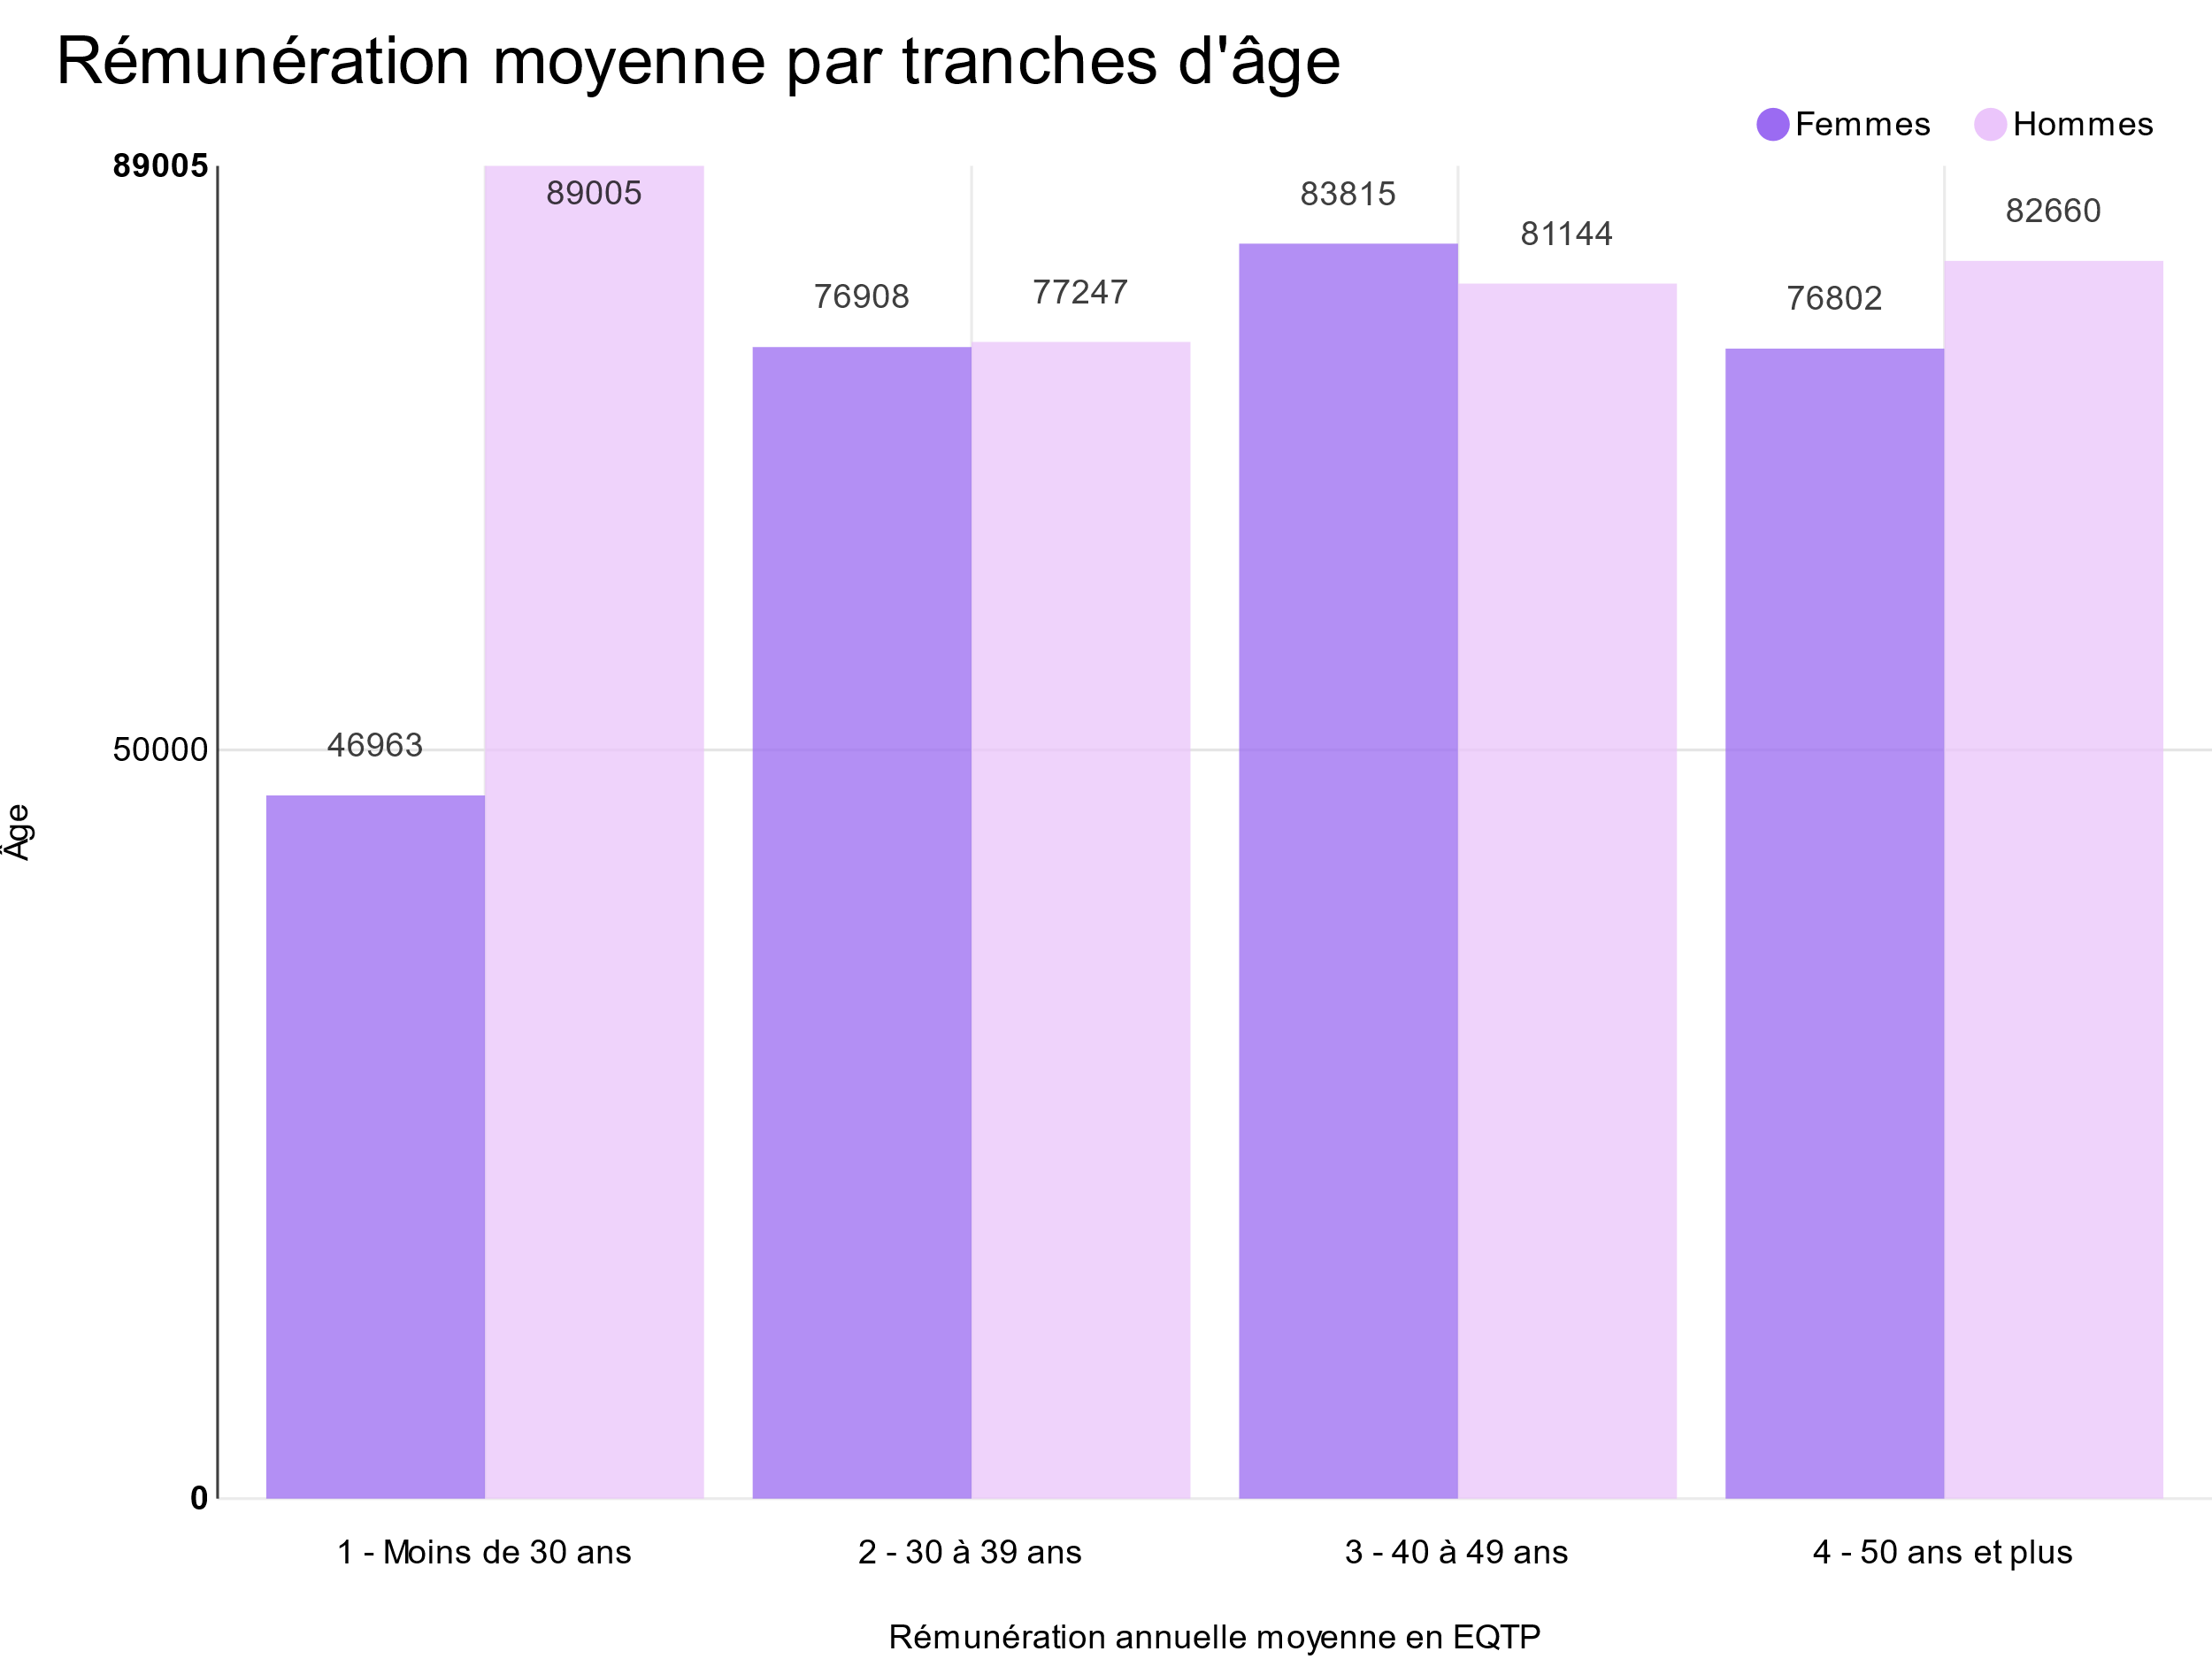 Rémunération moyenne par tranches d'âge
Femmes Hommes
89005
89005
83815
82660
81144
76908
77247
76802
50000
46963
Âge
0
1 - Moins de 30 ans
2 - 30 à 39 ans
3 - 40 à 49 ans
4 - 50 ans et plus
Rémunération annuelle moyenne en EQTP